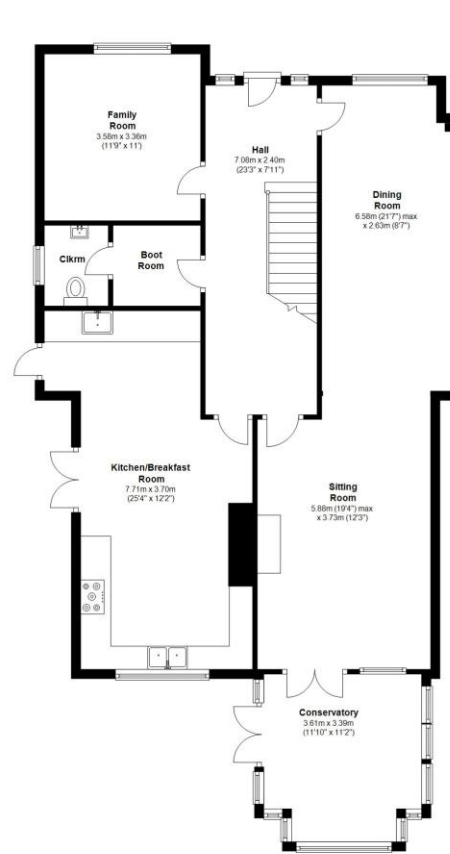 Family
Room
3.58m x 3.36m
(11'9" x 11')
Hall
7.08m x 2.40m
(23'3" x 7'11")
Dining
Room
6.58m (21'7") max
x 2.63m (8'7")
Clkrm
Boot
Room
Kitchen/Breakfast
Room
7.71m x 3.70m
(25'4" x 12'2")
Sitting
Room
5.88m (19'4") max
x 3.73m (12'3")
Conservatory
3.61m x 3.39m
(11'10" x 11'2")